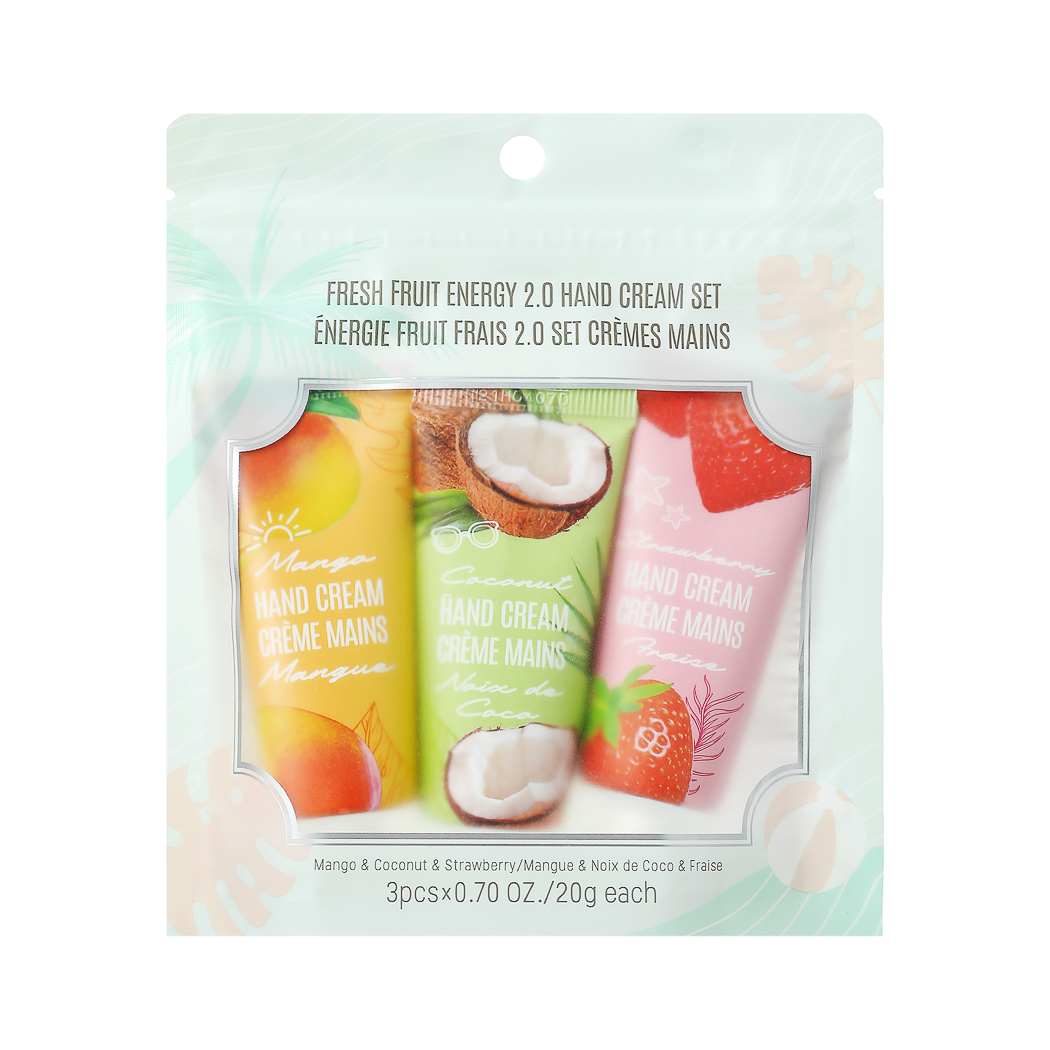 FRESH FRUIT ENERGY 2.0 HAND CREAM SET
ÉNERGIE FRUIT FRAIS 2.0 SET CRÈMES MAINS
Mango
HAND CREAM
CRÈME MAINS
Mangue
Coconut
HAND CREAM
CRÈME MAINS
Noix de
Coco
Strawberry
HAND CREAM
CRÈME MAINS
Fraise
Mango & Coconut & Strawberry/Mangue & Noix de Coco & Fraise
3pcsx0.70 OZ./20g each